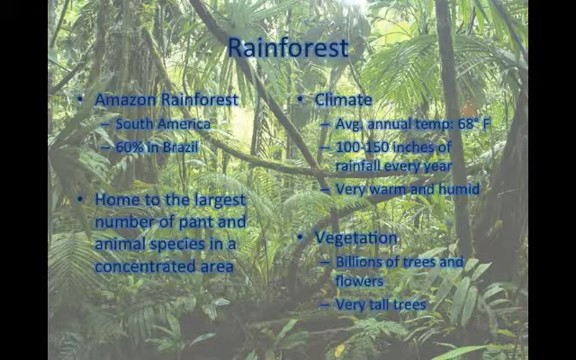 Rainforest
• Amazon Rainforest
– South America
– 60% in Brazil
• Home to the largest
number of pant and
animal species in a
concentrated area
• Climate
– Avg. annual temp: 68° F
– 100-150 inches of
rainfall every year
– Very warm and humid
• Vegetation
– Billions of trees and
flowers
– Very tall trees